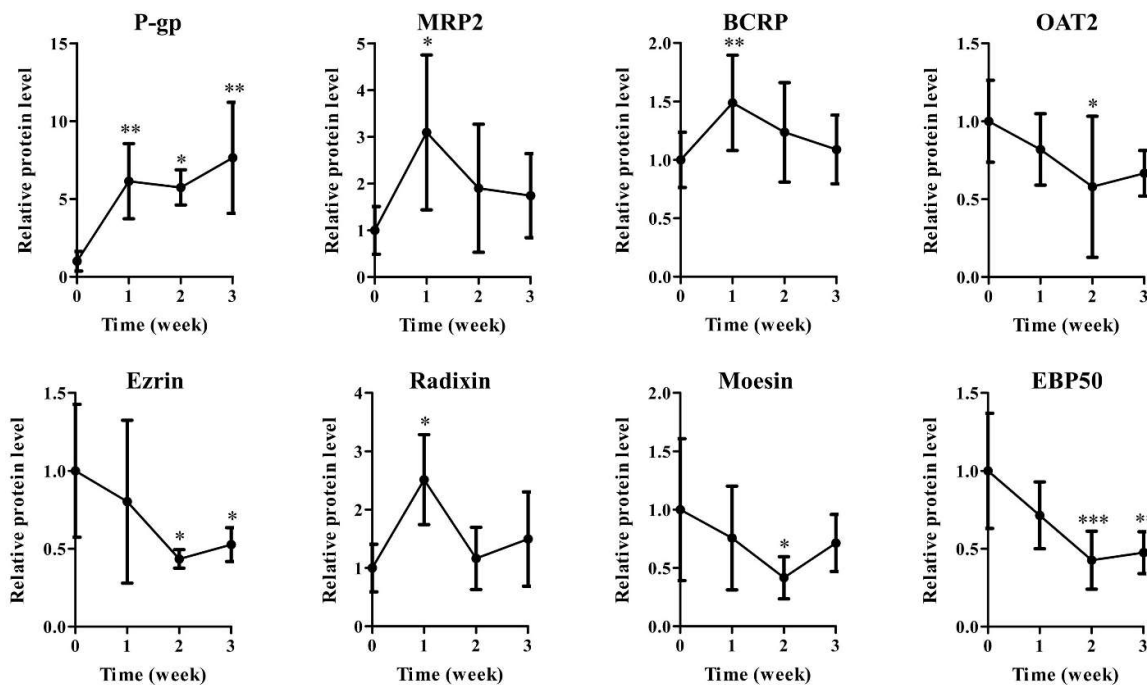 P-gp
Relative protein level
15
10
5
0
**
*
**
0 1 2 3
Time (week)
MRP2
Relative protein level
5
4
3
2
1
0
*
0 1 2 3
Time (week)
BCRP
Relative protein level
2.0
1.5
1.0
0.5
0.0
**
0 1 2 3
Time (week)
OAT2
Relative protein level
1.5
1.0
0.5
0.0
*
0 1 2 3
Time (week)
Ezrin
Relative protein level
1.5
1.0
0.5
0.0
*
*
0 1 2 3
Time (week)
Radixin
Relative protein level
4
3
2
1
0
*
0 1 2 3
Time (week)
Moesin
Relative protein level
2.0
1.5
1.0
0.5
0.0
*
0 1 2 3
Time (week)
EBP50
Relative protein level
1.5
1.0
0.5
0.0
***
0 1 2 3
Time (week)